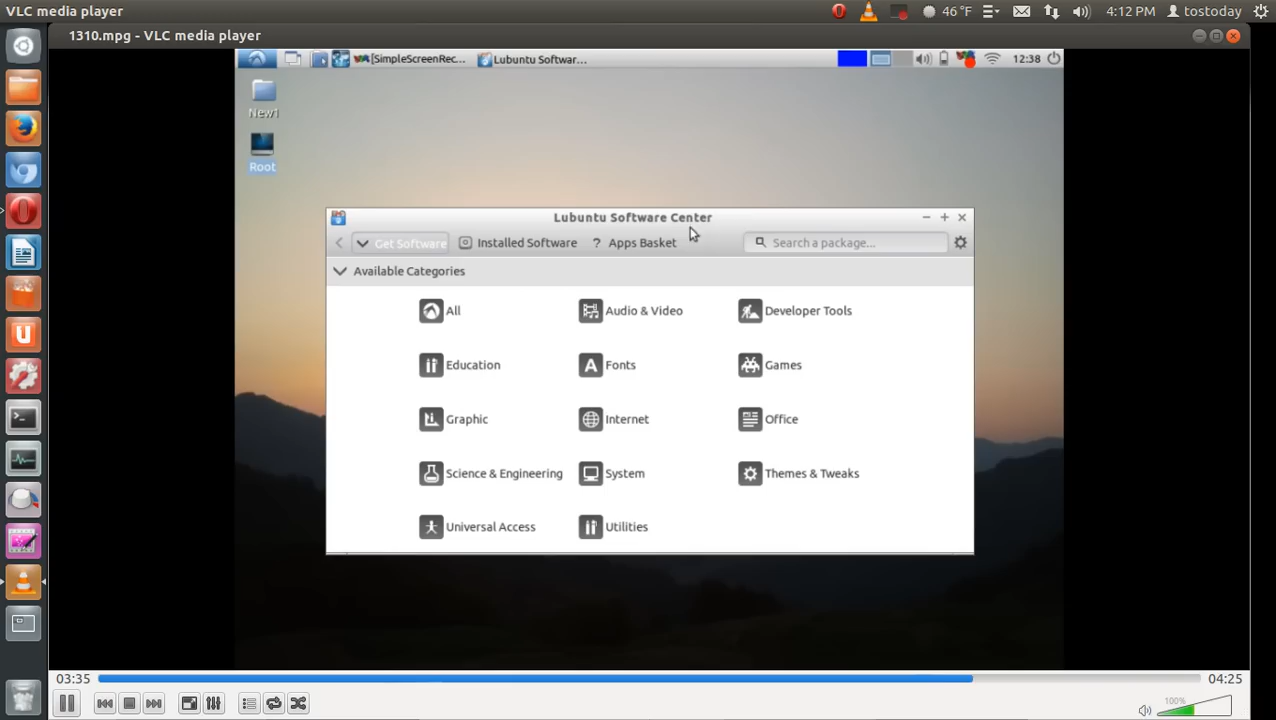 VLC media player
46 °F
4:12 PM
tostoday
1310.mpg - VLC media player
[SimpleScreenRec...
Lubuntu Softwar...
12:38
New1
Root
Lubuntu Software Center
Get Software
Installed Software
? Apps Basket
Search a package...
Available Categories
All
Audio & Video
Developer Tools
Education
Fonts
Games
Graphic
Internet
Office
Science & Engineering
System
Themes & Tweaks
Universal Access
Utilities
03:35
04:25
100%